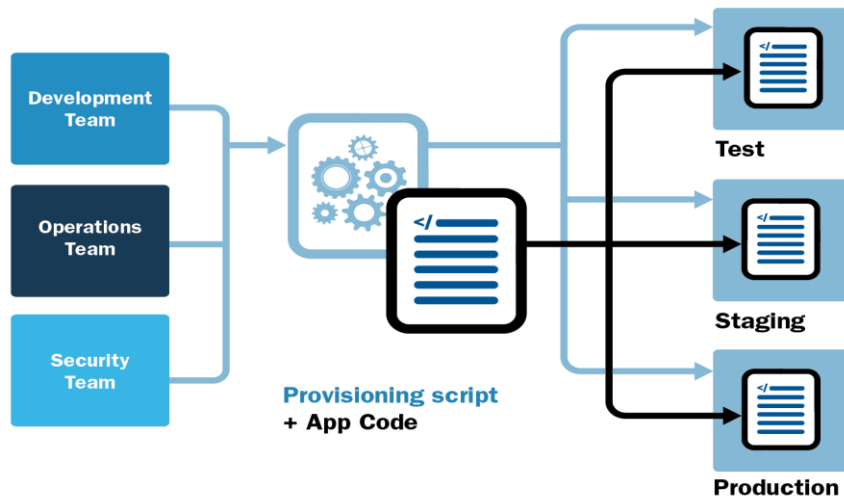 Development
Team
Operations
Team
Security
Team
</
Provisioning script
+ App Code
</
Test
</
Staging
</
Production